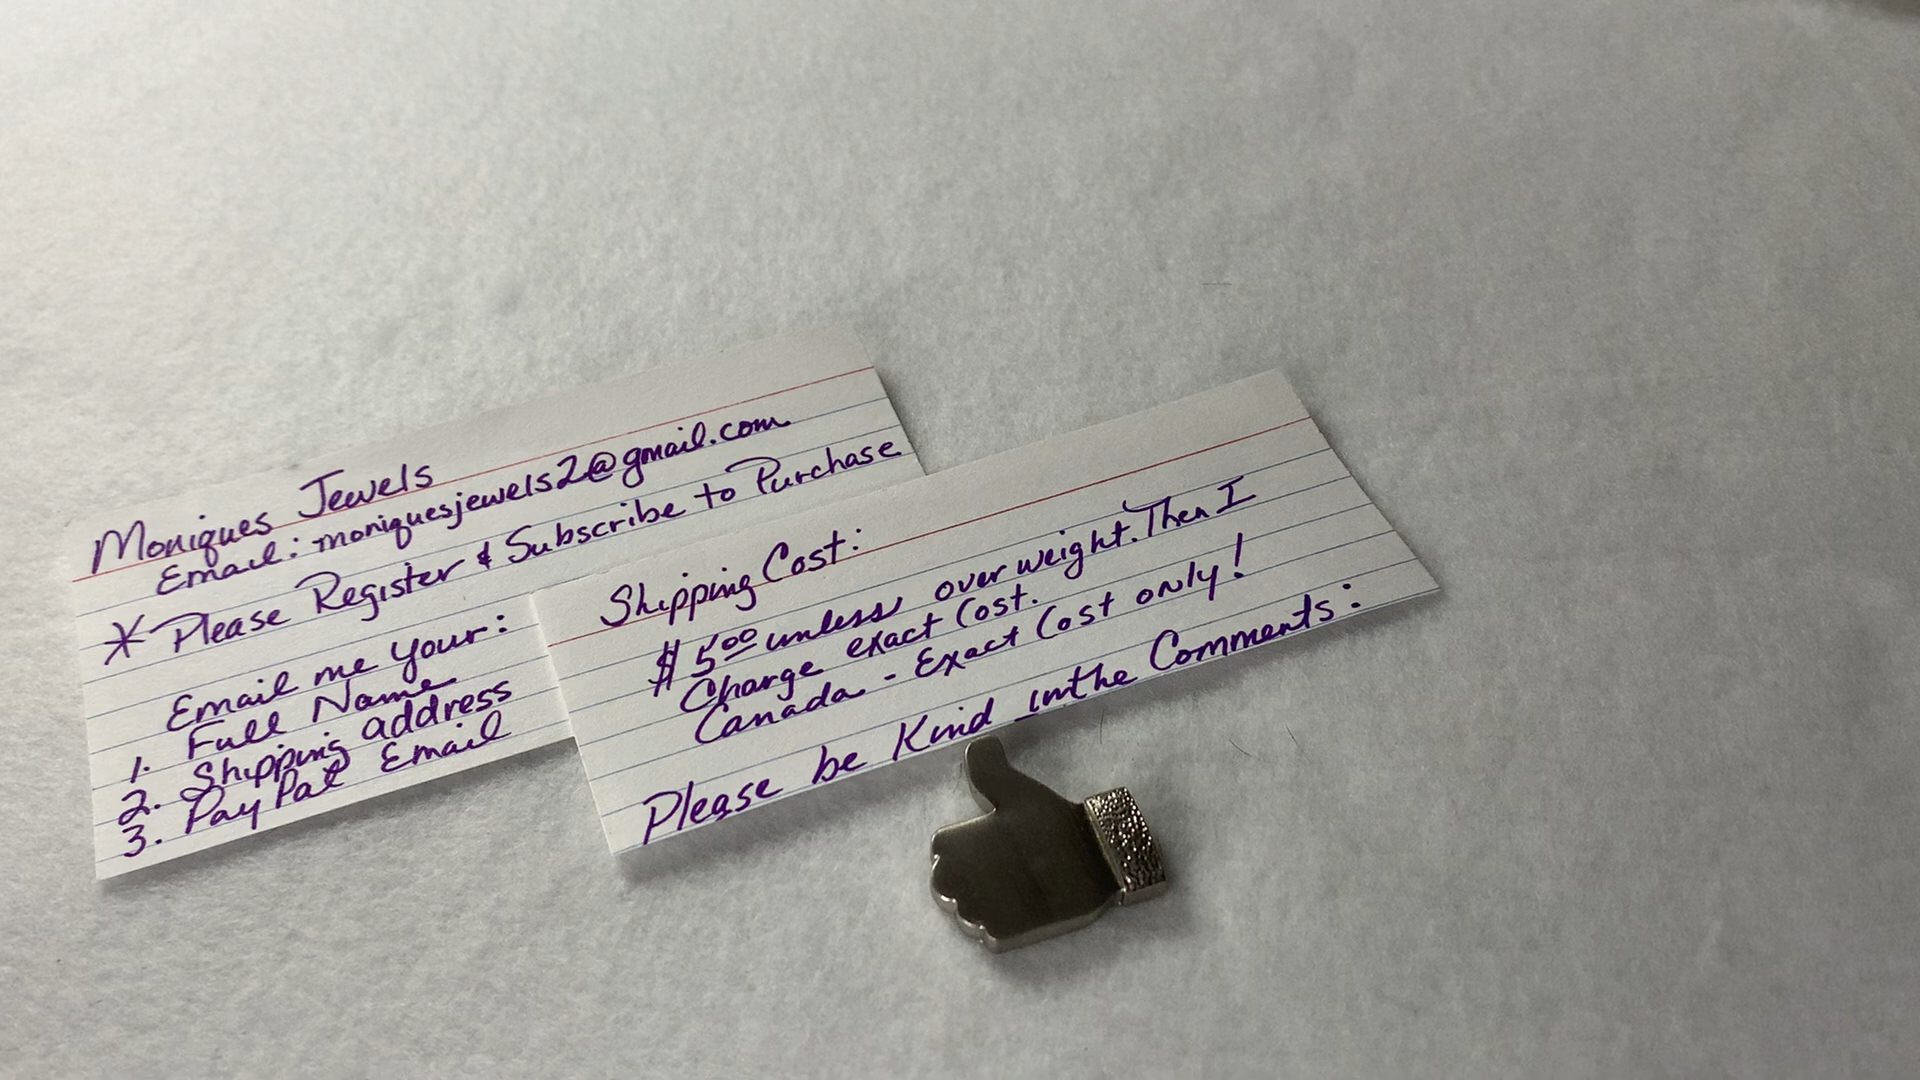 Moniques Jewels
Email: moniquesjewels2@gmail.com
* Please Register & Subscribe to Purchase
Email me your:
1. Full Name
2. Shipping address
3. PayPal Email
Shipping Cost:
$5.00 unless over weight. Then I
Charge exact Cost.
Canada - Exact Cost only!
Please be Kind in the Comments: